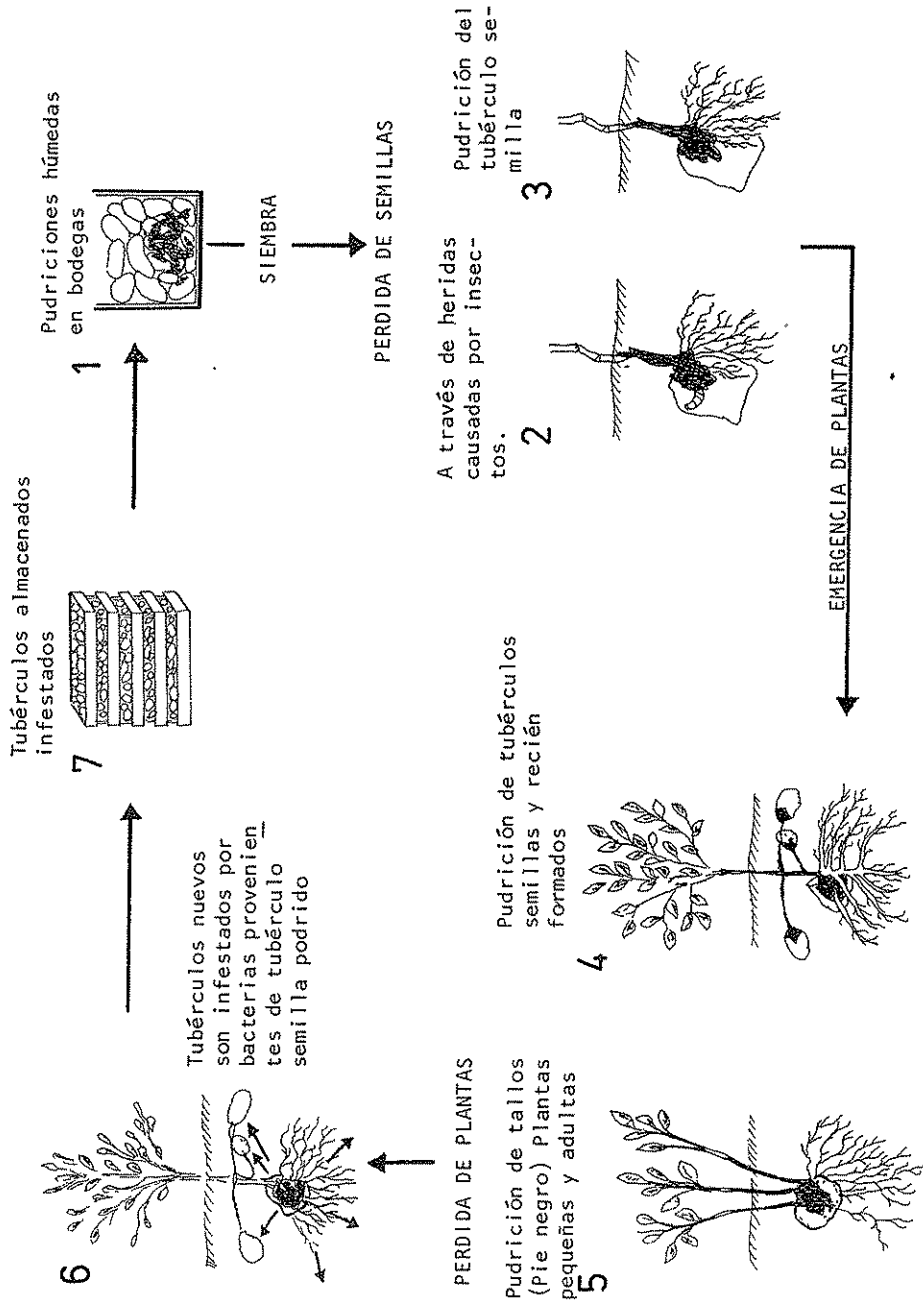 7
Tubérculos almacenados
infestados
1
Pudriciones húmedas
en bodegas
SIEMBRA
PERDIDA DE SEMILLAS
2
A través de heridas
causadas por insec-
tos.
3
Pudrición del
tubérculo se-
milla
EMERGENCIA DE PLANTAS
4
Pudrición de tubérculos
semillas y recién
formados
5
Pudrición de tallos
(Pie negro) Plantas
pequeñas y adultas
PERDIDA DE PLANTAS
6
Tubérculos nuevos
son infestados por
bacterias provenien
tes de tubérculo
semilla podrido